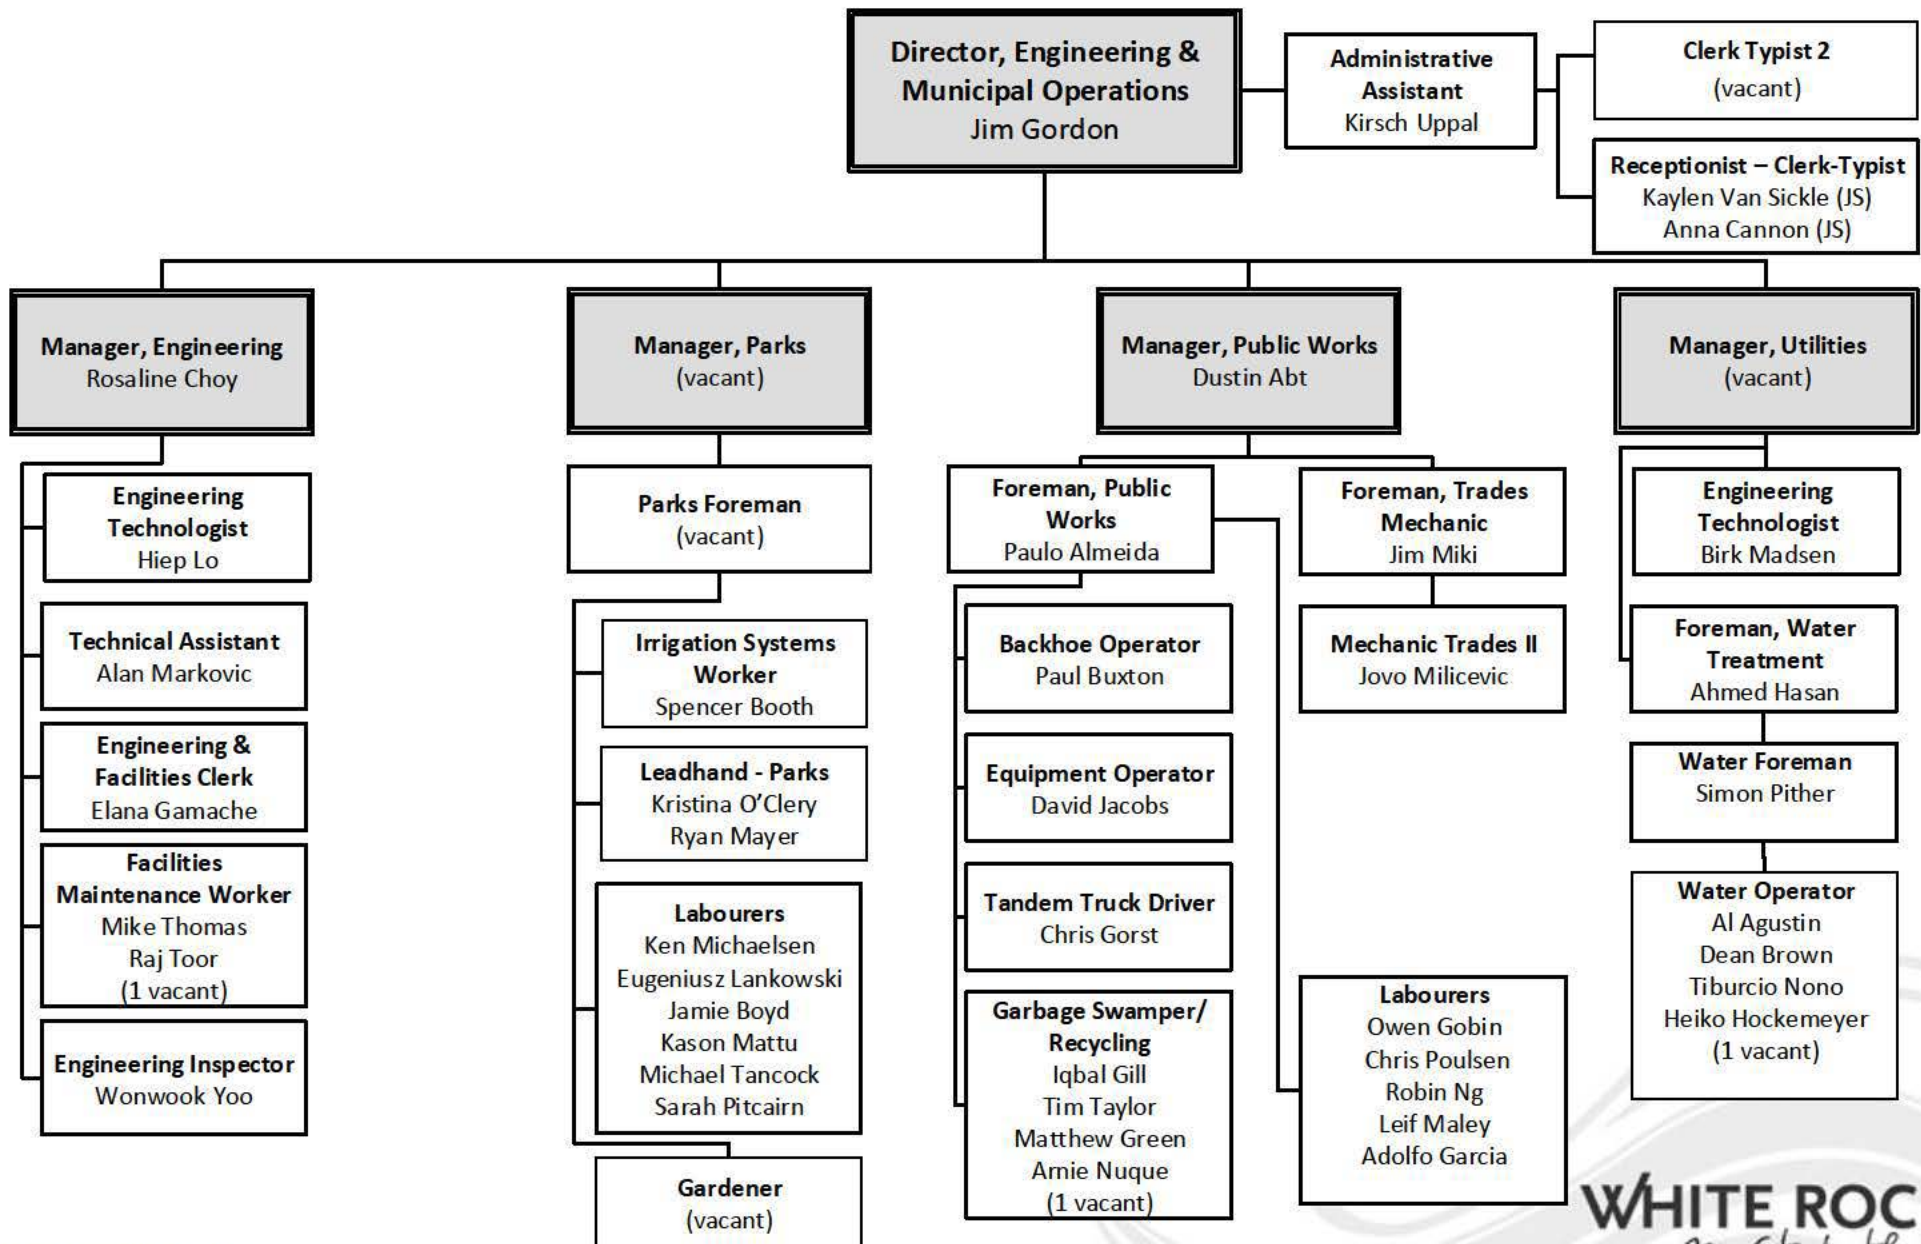 Director, Engineering &
Municipal Operations
Jim Gordon
Administrative
Assistant
Kirsch Uppal
Clerk Typist 2
(vacant)
Receptionist – Clerk-Typist
Kaylen Van Sickle (JS)
Anna Cannon (JS)
Manager, Engineering
Rosaline Choy
Engineering
Technologist
Hiep Lo
Technical Assistant
Alan Markovic
Engineering &
Facilities Clerk
Elana Gamache
Facilities
Maintenance Worker
Mike Thomas
Raj Toor
(1 vacant)
Engineering Inspector
Wonwook Yoo
Manager, Parks
(vacant)
Parks Foreman
(vacant)
Irrigation Systems
Worker
Spencer Booth
Leadhand - Parks
Kristina O’Clery
Ryan Mayer
Labourers
Ken Michaelsen
Eugeniusz Lankowski
Jamie Boyd
Kason Mattu
Michael Tancock
Sarah Pitcairn
Gardener
(vacant)
Manager, Public Works
Dustin Abt
Foreman, Public
Works
Paulo Almeida
Backhoe Operator
Paul Buxton
Equipment Operator
David Jacobs
Tandem Truck Driver
Chris Gorst
Garbage Swamper/
Recycling
Iqbal Gill
Tim Taylor
Matthew Green
Arnie Nuque
(1 vacant)
Foreman, Trades
Mechanic
Jim Miki
Mechanic Trades II
Jovo Milicevic
Labourers
Owen Gobin
Chris Poulsen
Robin Ng
Leif Maley
Adolfo Garcia
Manager, Utilities
(vacant)
Engineering
Technologist
Birk Madsen
Foreman, Water
Treatment
Ahmed Hasan
Water Foreman
Simon Pither
Water Operator
Al Agustin
Dean Brown
Tiburcio Nono
Heiko Hockemeyer
(1 vacant)
WHITE ROC